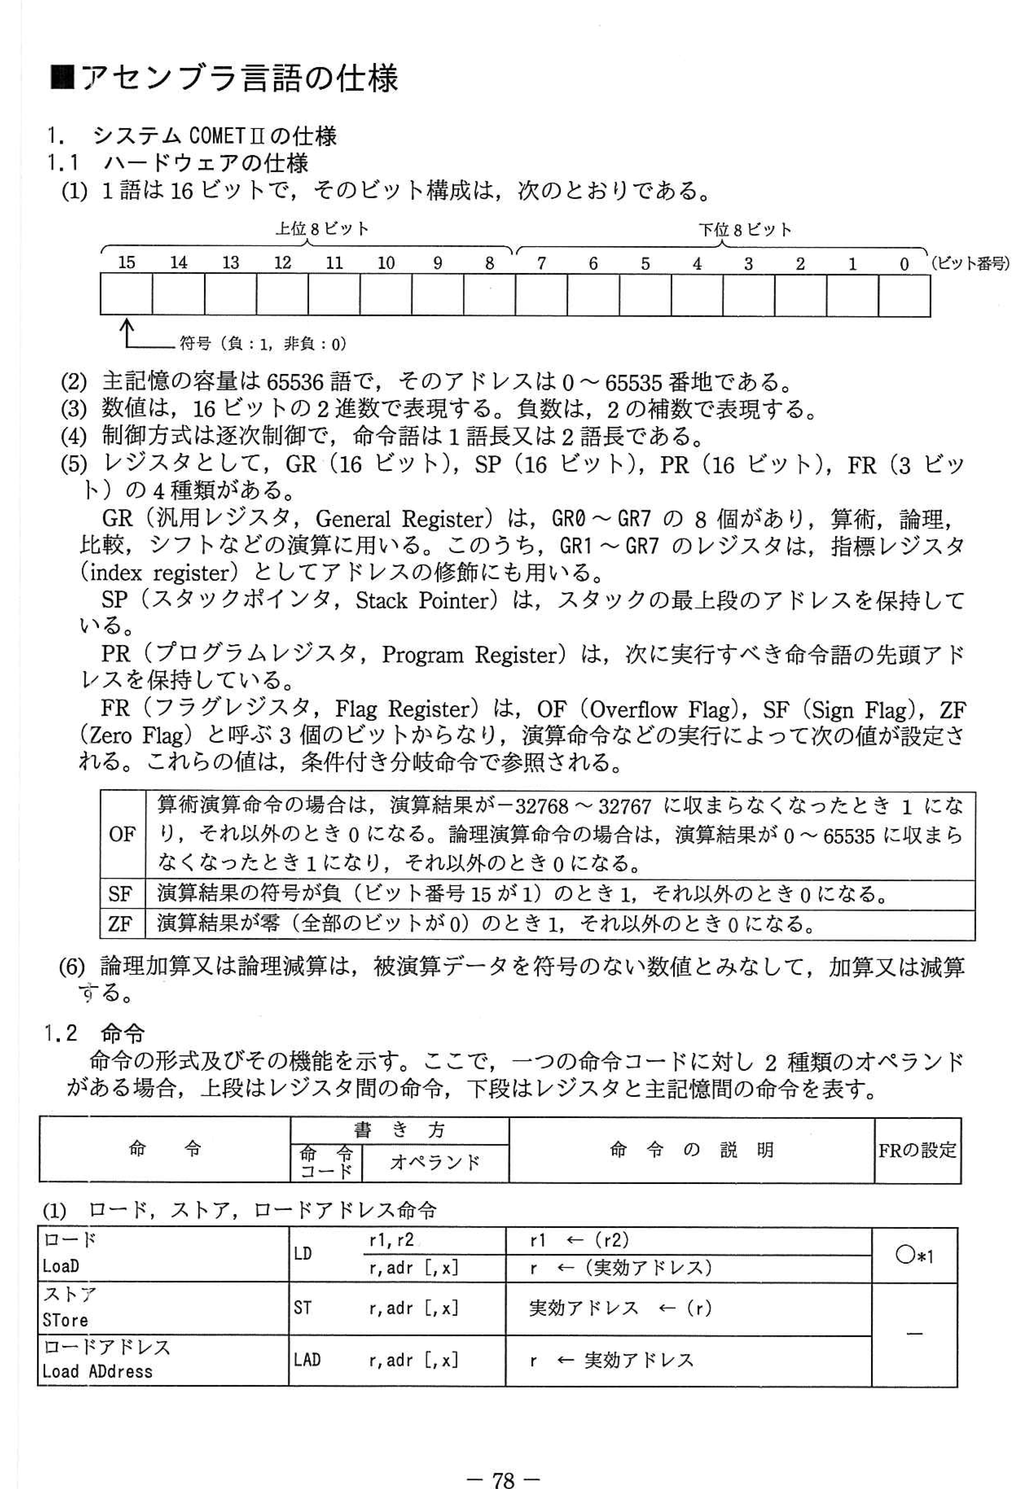 ■アセンブラ言語の仕様
1. システム COMETⅡの仕様
1.1 ハードウェアの仕様
(1) 1語は16ビットで，そのビット構成は，次のとおりである。
上位8ビット 下位8ビット
15 14 13 12 11 10 9 8 7 6 5 4 3 2 1 0 (ビット番号)
符号（負：1，非負：0）
(2) 主記憶の容量は65536語で，そのアドレスは0～65535番地である。
(3) 数値は，16ビットの2進数で表現する。負数は，2の補数で表現する。
(4) 制御方式は逐次制御で，命令語は1語長又は2語長である。
(5) レジスタとして，GR（16ビット），SP（16ビット），PR（16ビット），FR（3ビッ
ト）の4種類がある。
GR（汎用レジスタ，General Register）は，GR0～GR7の8個があり，算術，論理，
比較，シフトなどの演算に用いる。このうち，GR1～GR7のレジスタは，指標レジスタ
（index register）としてアドレスの修飾にも用いる。
SP（スタックポインタ，Stack Pointer）は，スタックの最上段のアドレスを保持して
いる。
PR（プログラムレジスタ，Program Register）は，次に実行すべき命令語の先頭アド
レスを保持している。
FR（フラグレジスタ，Flag Register）は，OF（Overflow Flag），SF（Sign Flag），ZF
（Zero Flag）と呼ぶ3個のビットからなり，演算命令などの実行によって次の値が設定さ
れる。これらの値は，条件付き分岐命令で参照される。
算術演算命令の場合は，演算結果が－32768～32767に収まらなくなったとき1にな
OF り，それ以外のとき0になる。論理演算命令の場合は，演算結果が0～65535に収まら
なくなったとき1になり，それ以外のとき0になる。
SF 演算結果の符号が負（ビット番号15が1）のとき1，それ以外のとき0になる。
ZF 演算結果が零（全部のビットが0）のとき1，それ以外のとき0になる。
(6) 論理加算又は論理減算は，被演算データを符号のない数値とみなして，加算又は減算
する。
1.2 命令
命令の形式及びその機能を示す。ここで，一つの命令コードに対し2種類のオペランド
がある場合，上段はレジスタ間の命令，下段はレジスタと主記憶間の命令を表す。
書き方
命令 命令 オペランド 命令の説明 FRの設定
コード
(1) ロード，ストア，ロードアドレス命令
ロード LD r1,r2 r1 ← (r2) ○*1
LoaD r,adr [,x] r ← (実効アドレス)
ストア ST r,adr [,x] 実効アドレス ← (r) －
STore
ロードアドレス LAD r,adr [,x] r ← 実効アドレス
Load ADdress
－ 78 －